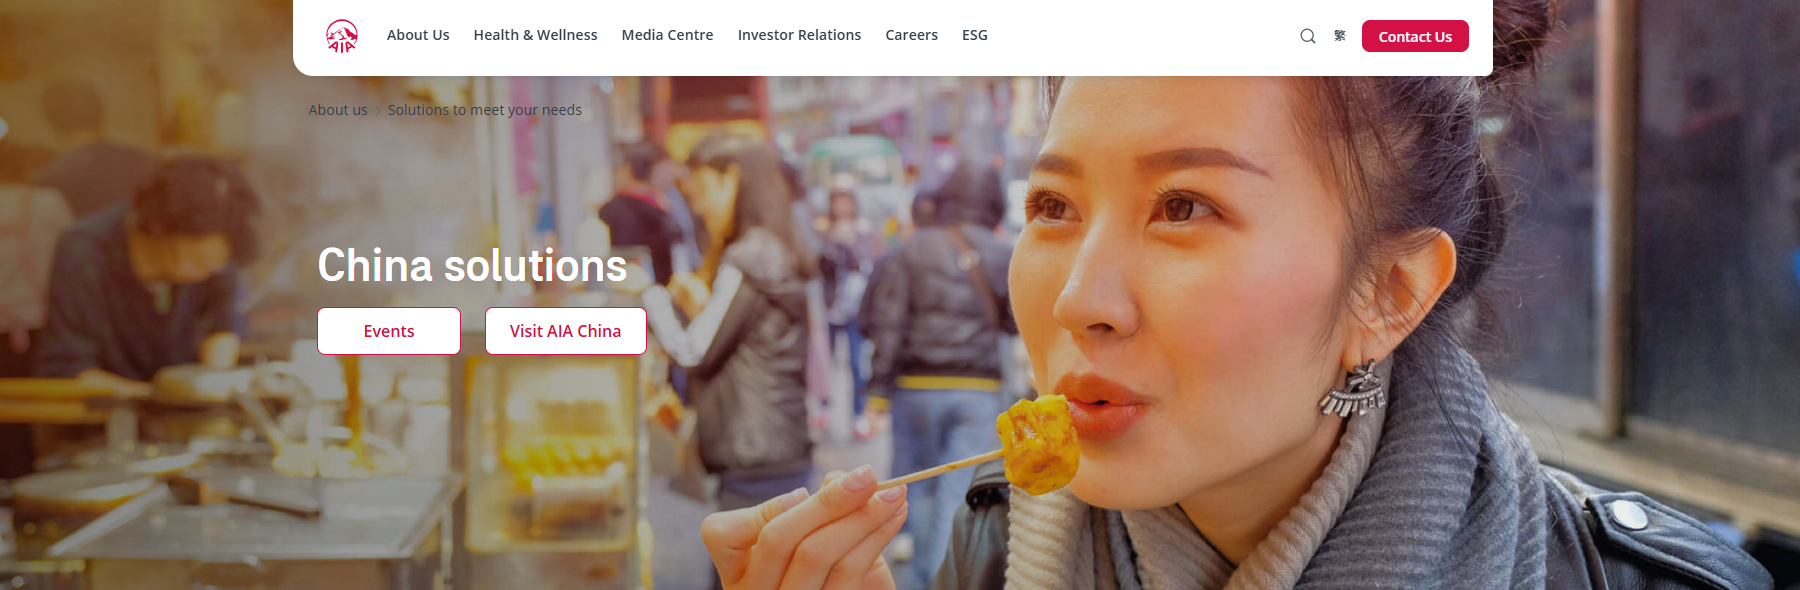 AIA
About Us
Health & Wellness
Media Centre
Investor Relations
Careers
ESG
繁
Contact Us
About us > Solutions to meet your needs
China solutions
Events
Visit AIA China